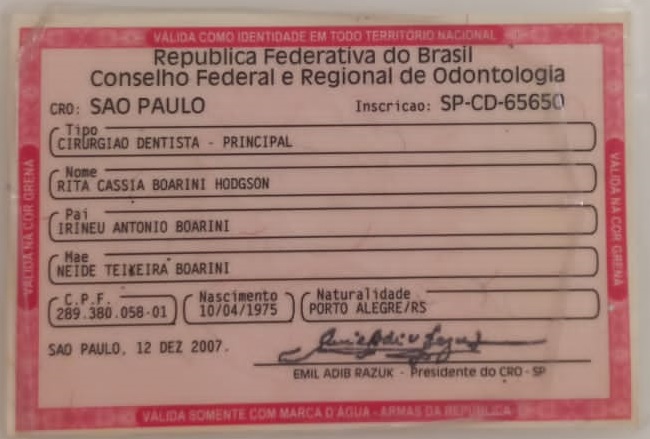 VÁLIDA COMO IDENTIDADE EM TODO TERRITÓRIO NACIONAL
Republica Federativa do Brasil
Conselho Federal e Regional de Odontologia
CRO: SAO PAULO Inscricao: SP-CD-65650
Tipo
CIRURGIAO DENTISTA - PRINCIPAL
Nome
RITA CASSIA BOARINI HODGSON
Pai
IRINEU ANTONIO BOARINI
Mae
NEIDE TEIXEIRA BOARINI
C.P.F. Nascimento Naturalidade
289.380.058-01 10/04/1975 PORTO ALEGRE/RS
SAO PAULO, 12 DEZ 2007.
EMIL ADIB RAZUK - Presidente do CRO - SP
VÁLIDA SOMENTE COM MARCA D'ÁGUA - ARMAS DA REPÚBLICA
VÁLIDA NA COR GRENA
VÁLIDA NA COR GRENA